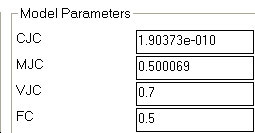 Model Parameters
CJC 1.90373e-010
MJC 0.500069
VJC 0.7
FC 0.5